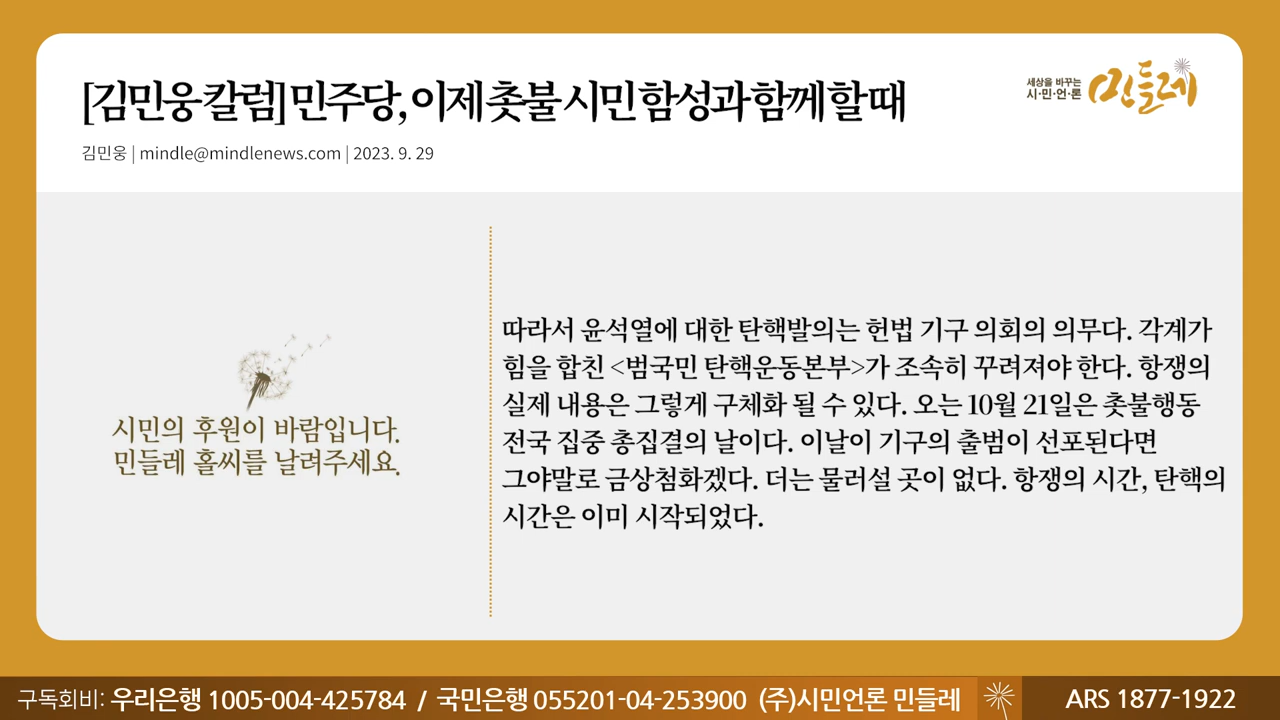 [김민웅 칼럼] 민주당, 이제 촛불 시민 함성과 함께 할 때
세상을 바꾸는
시·민·언·론
민들레
김민웅 | mindle@mindlenews.com | 2023. 9. 29
시민의 후원이 바람입니다.
민들레 홀씨를 날려주세요.
따라서 윤석열에 대한 탄핵발의는 헌법 기구 의회의 의무다. 각계가
힘을 합친 <범국민 탄핵운동본부>가 조속히 꾸려져야 한다. 항쟁의
실제 내용은 그렇게 구체화 될 수 있다. 오는 10월 21일은 촛불행동
전국 집중 총집결의 날이다. 이날이 기구의 출범이 선포된다면
그야말로 금상첨화겠다. 더는 물러설 곳이 없다. 항쟁의 시간, 탄핵의
시간은 이미 시작되었다.
구독회비: 우리은행 1005-004-425784 / 국민은행 055201-04-253900 (주)시민언론 민들레
ARS 1877-1922